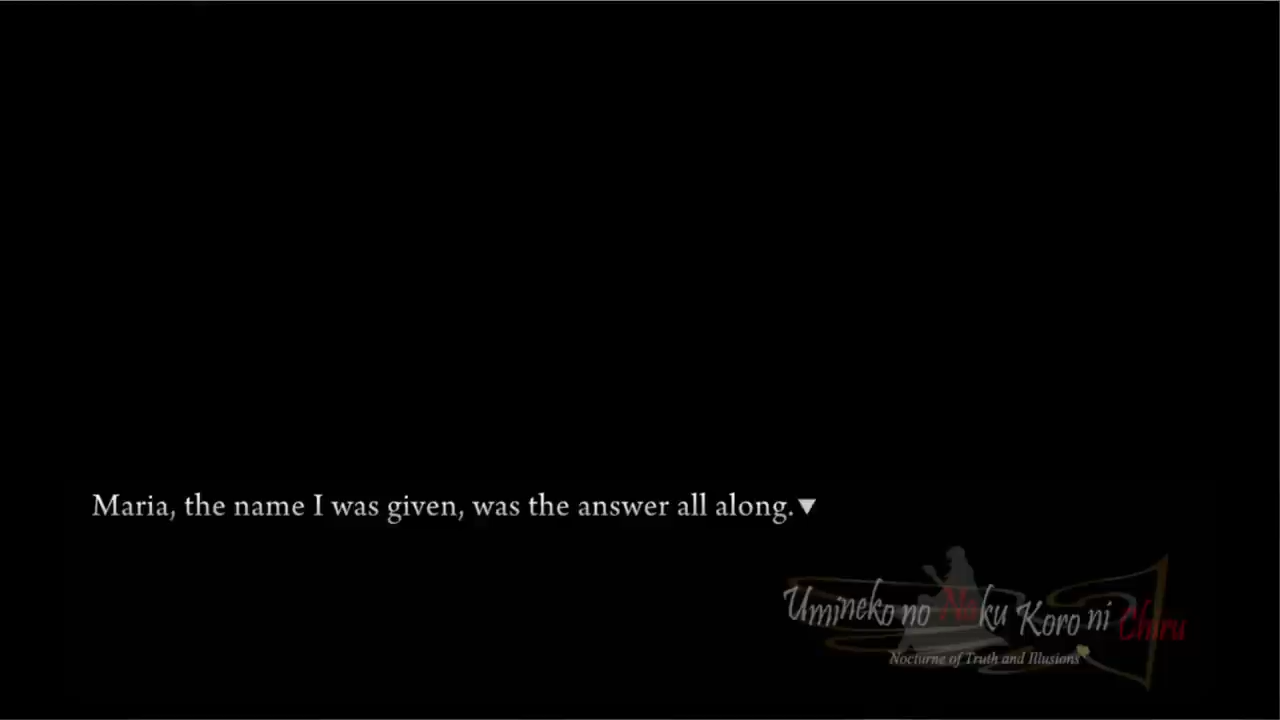 Maria, the name I was given, was the answer all along.▼
Umineko no Naku Koro ni Chiru
Nocturne of Truth and Illusions